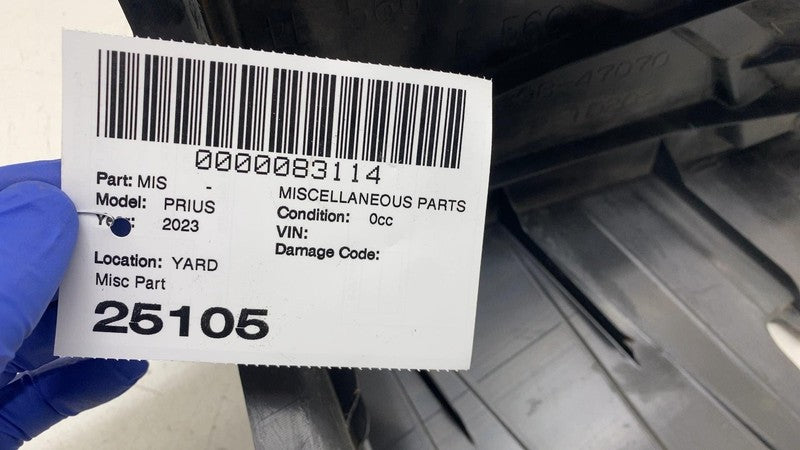 0000083114
Part: MIS - MISCELLANEOUS PARTS
Model: PRIUS Condition: 0cc
Year: 2023 VIN:
Damage Code:
Location: YARD
Misc Part
25105
47070